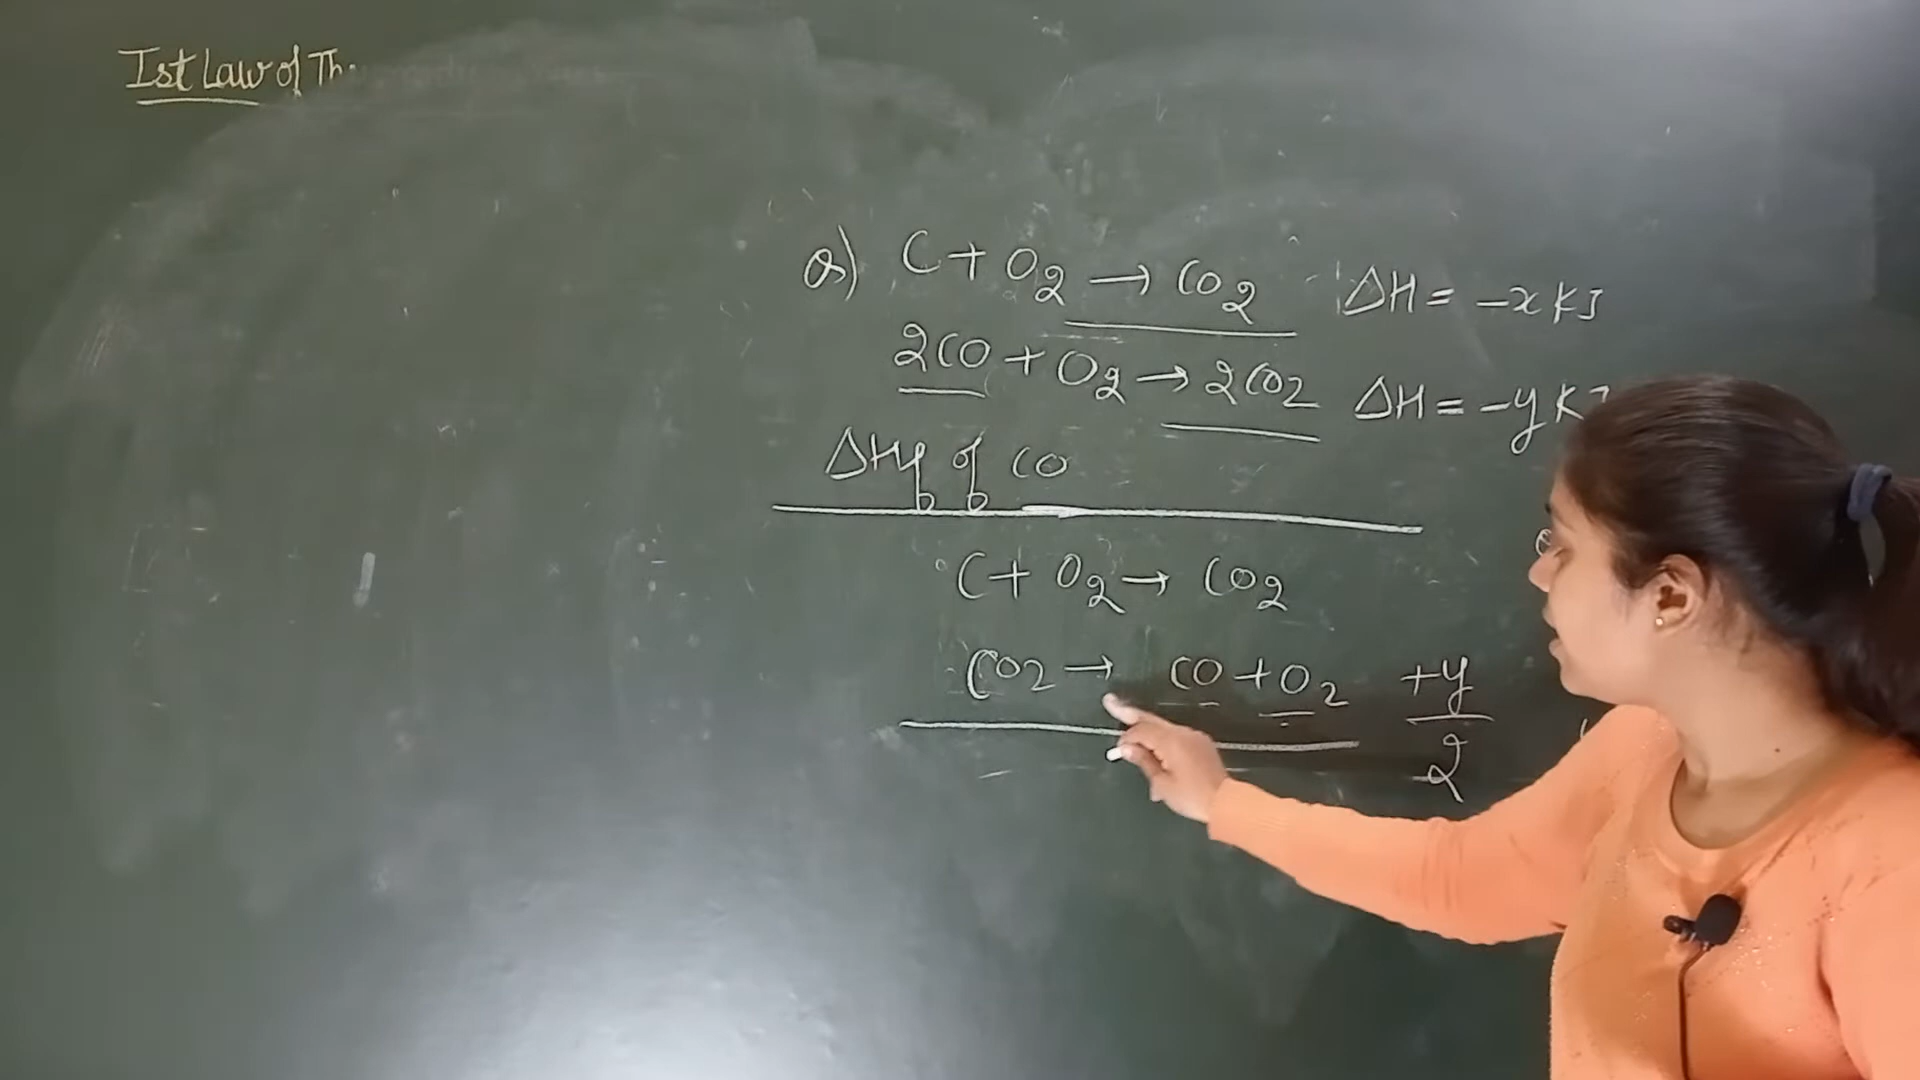 Ist Law of Th
Q) C + O2 → CO2 ΔH = -x KJ
2CO + O2 → 2CO2 ΔH = -y KJ
ΔHf of CO
C + O2 → CO2
CO2 → CO + O2 +y/2